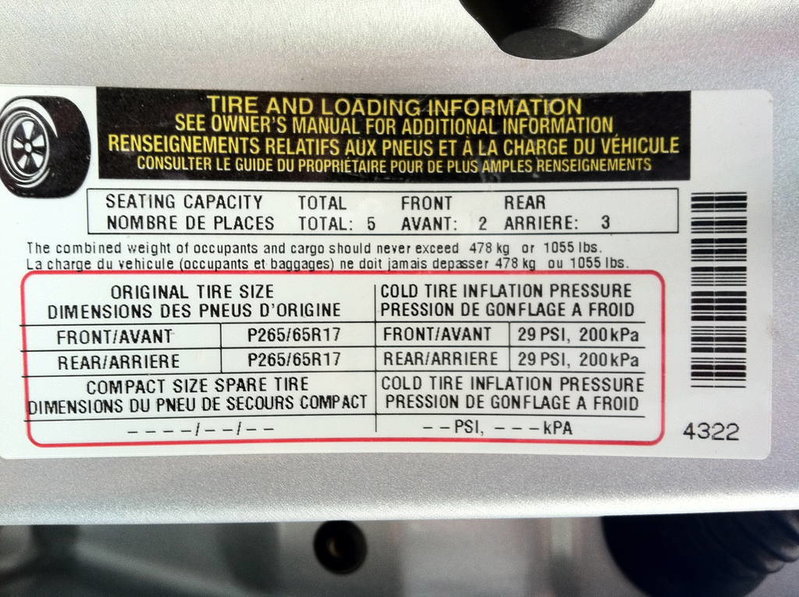 TIRE AND LOADING INFORMATION
SEE OWNER'S MANUAL FOR ADDITIONAL INFORMATION
RENSEIGNEMENTS RELATIFS AUX PNEUS ET À LA CHARGE DU VÉHICULE
CONSULTER LE GUIDE DU PROPRIÉTAIRE POUR DE PLUS AMPLES RENSEIGNEMENTS
SEATING CAPACITY TOTAL FRONT REAR
NOMBRE DE PLACES TOTAL: 5 AVANT: 2 ARRIERE: 3
The combined weight of occupants and cargo should never exceed 478 kg or 1055 lbs.
La charge du vehicule (occupants et bagages) ne doit jamais depasser 478 kg ou 1055 lbs.
ORIGINAL TIRE SIZE COLD TIRE INFLATION PRESSURE
DIMENSIONS DES PNEUS D'ORIGINE PRESSION DE GONFLAGE A FROID
FRONT/AVANT P265/65R17 FRONT/AVANT 29 PSI, 200 kPa
REAR/ARRIERE P265/65R17 REAR/ARRIERE 29 PSI, 200 kPa
COMPACT SIZE SPARE TIRE COLD TIRE INFLATION PRESSURE
DIMENSIONS DU PNEU DE SECOURS COMPACT PRESSION DE GONFLAGE A FROID
– – – –/– –/– – – –PSI, – – –kPA
4322